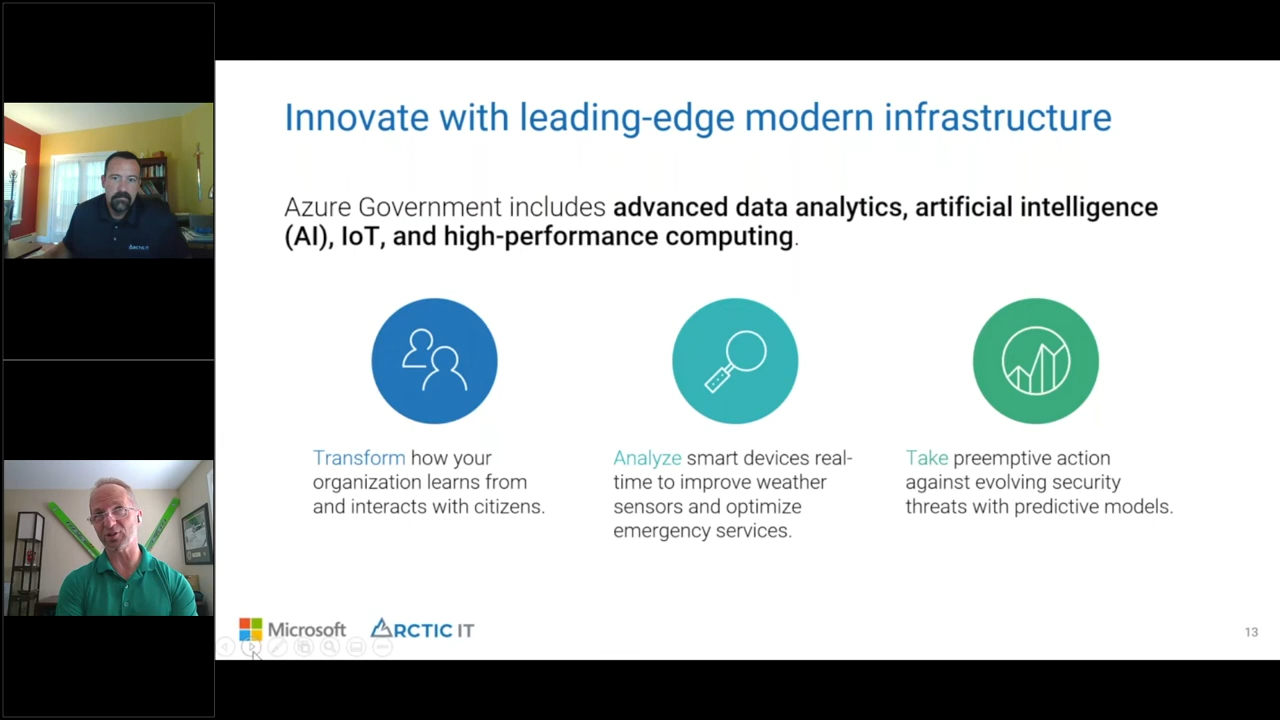 Innovate with leading-edge modern infrastructure
Azure Government includes advanced data analytics, artificial intelligence
(AI), IoT, and high-performance computing.
Transform how your
organization learns from
and interacts with citizens.
Analyze smart devices real-
time to improve weather
sensors and optimize
emergency services.
Take preemptive action
against evolving security
threats with predictive models.
Microsoft
ARCTIC IT
13
ARCTIC IT